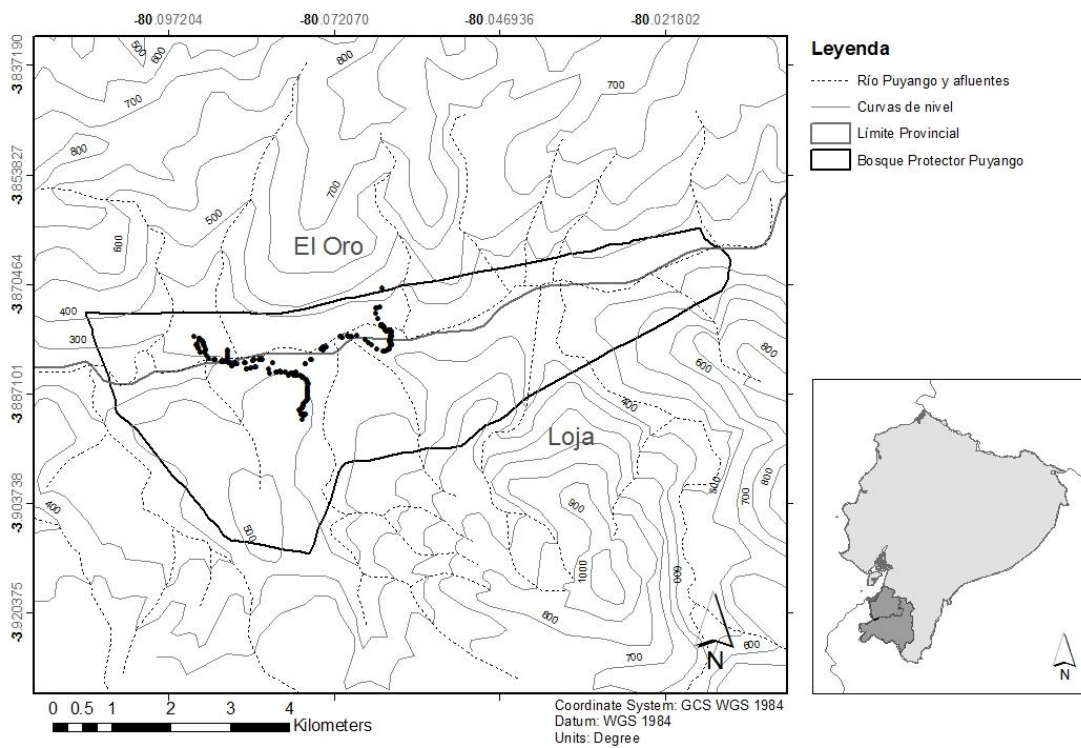 -80.097204 -80.072070 -80.046936 -80.021802
-3.837190
-3.853827
-3.870464
-3.887101
-3.903738
-3.920375
500
600
800
700
700
800
700
500
600
El Oro
400
300
600
800
400
Loja
500
700
800
900
400
500
1000
600
800
700
600
N
0 0.5 1 2 3 4
Kilometers
Coordinate System: GCS WGS 1984
Datum: WGS 1984
Units: Degree
Leyenda
Río Puyango y afluentes
Curvas de nivel
Límite Provincial
Bosque Protector Puyango
N